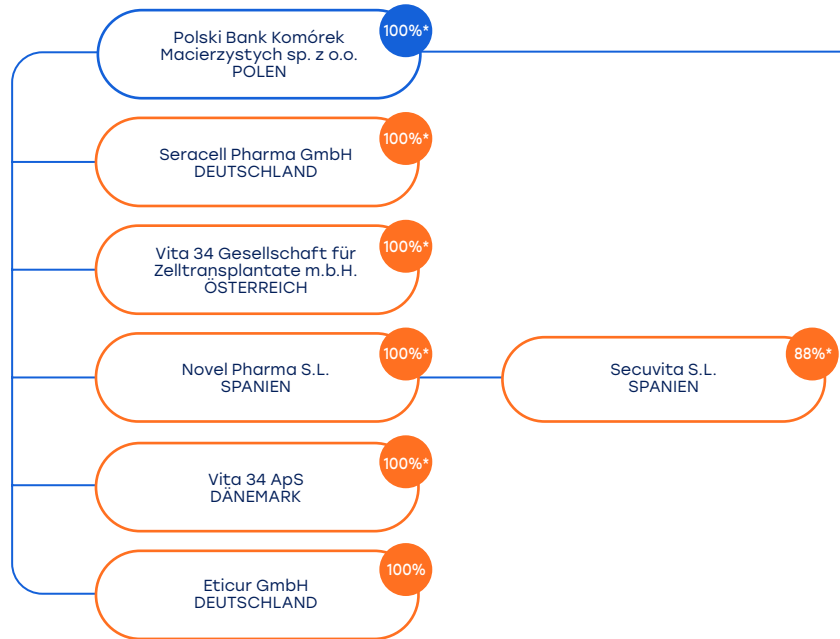 100%*
Polski Bank Komórek
Macierzystych sp. z o.o.
POLEN
100%*
Seracell Pharma GmbH
DEUTSCHLAND
100%*
Vita 34 Gesellschaft für
Zelltransplantate m.b.H.
ÖSTERREICH
100%*
Novel Pharma S.L.
SPANIEN
88%*
Secuvita S.L.
SPANIEN
100%*
Vita 34 ApS
DÄNEMARK
100%
Eticur GmbH
DEUTSCHLAND